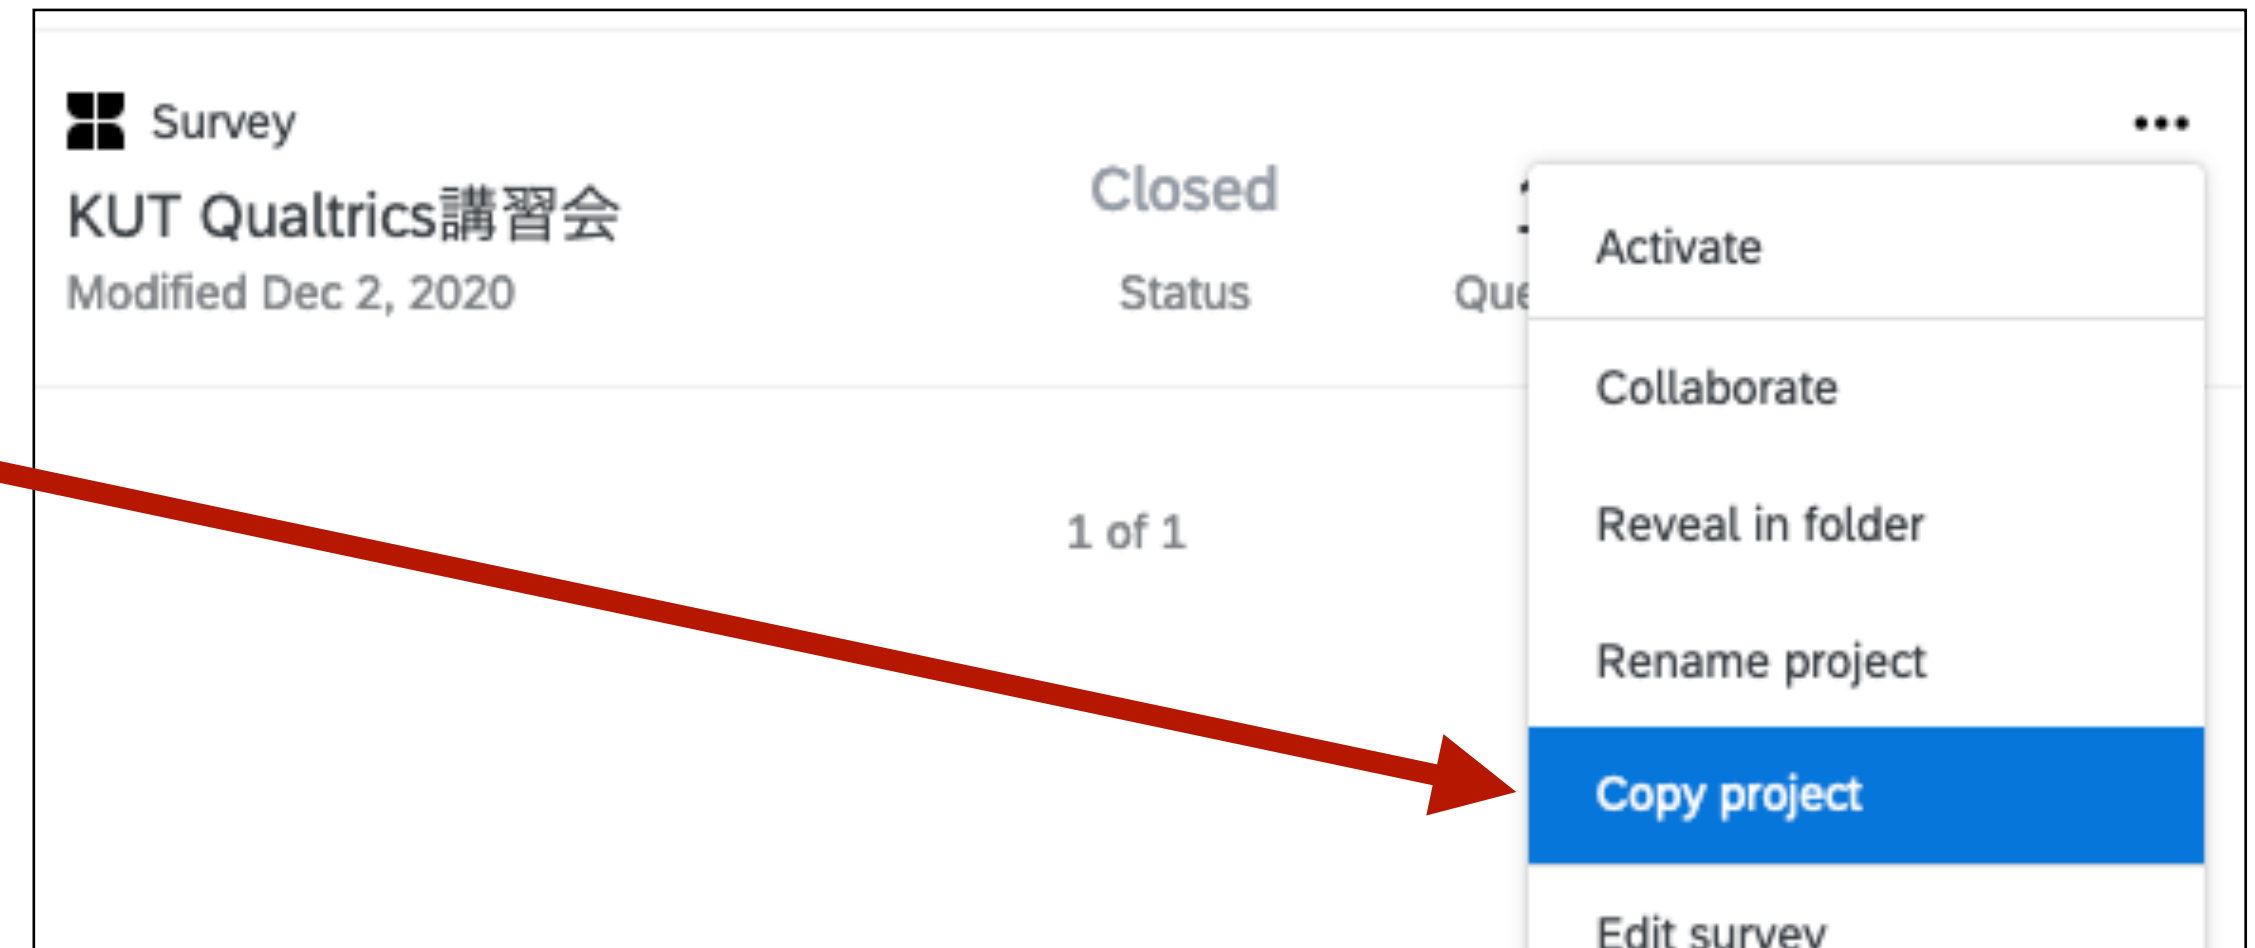 Survey
KUT Qualtrics講習会
Modified Dec 2, 2020
Closed
Status
1 of 1
Activate
Collaborate
Reveal in folder
Rename project
Copy project
Edit survey